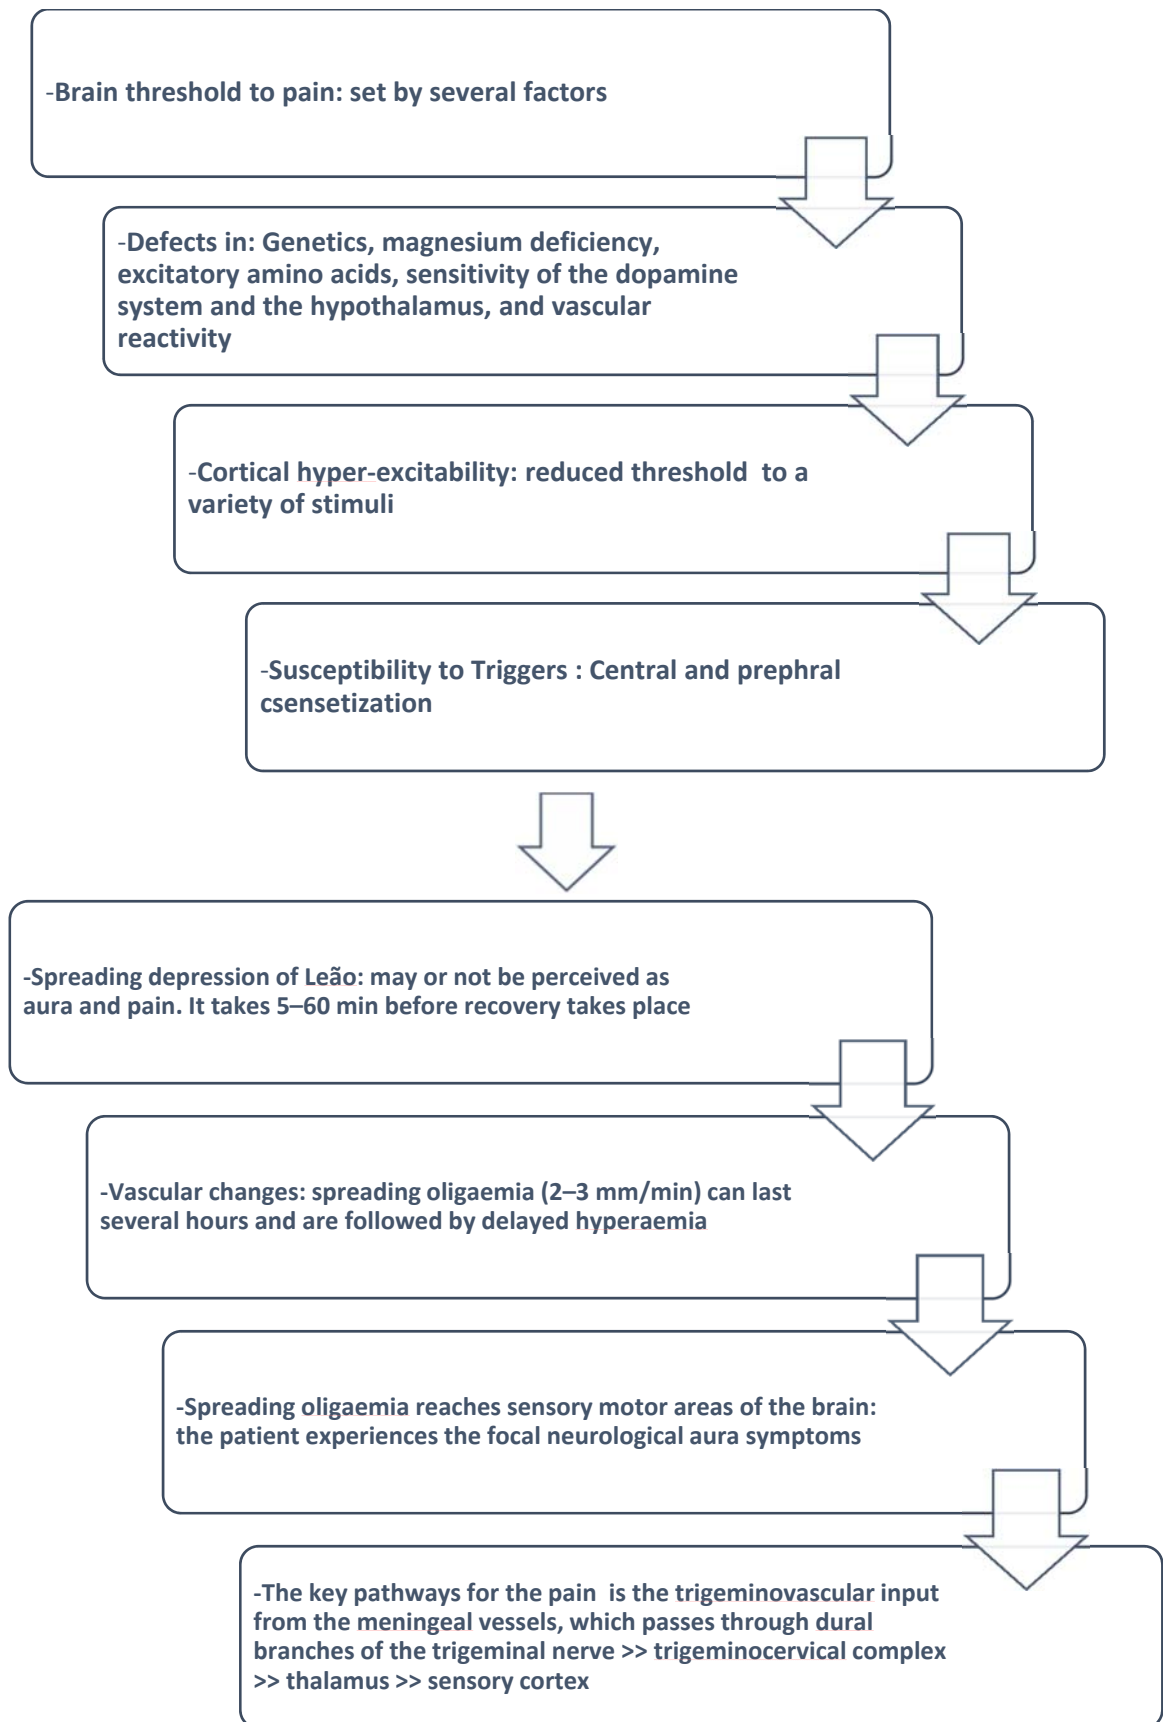 -Brain threshold to pain: set by several factors
-Defects in: Genetics, magnesium deficiency,
excitatory amino acids, sensitivity of the dopamine
system and the hypothalamus, and vascular
reactivity
-Cortical hyper-excitability: reduced threshold  to a
variety of stimuli
-Susceptibility to Triggers : Central and prephral
csensetization
-Spreading depression of Leão: may or not be perceived as
aura and pain. It takes 5–60 min before recovery takes place
-Vascular changes: spreading oligaemia (2–3 mm/min) can last
several hours and are followed by delayed hyperaemia
-Spreading oligaemia reaches sensory motor areas of the brain:
the patient experiences the focal neurological aura symptoms
-The key pathways for the pain  is the trigeminovascular input
from the meningeal vessels, which passes through dural
branches of the trigeminal nerve >> trigeminocervical complex
>> thalamus >> sensory cortex